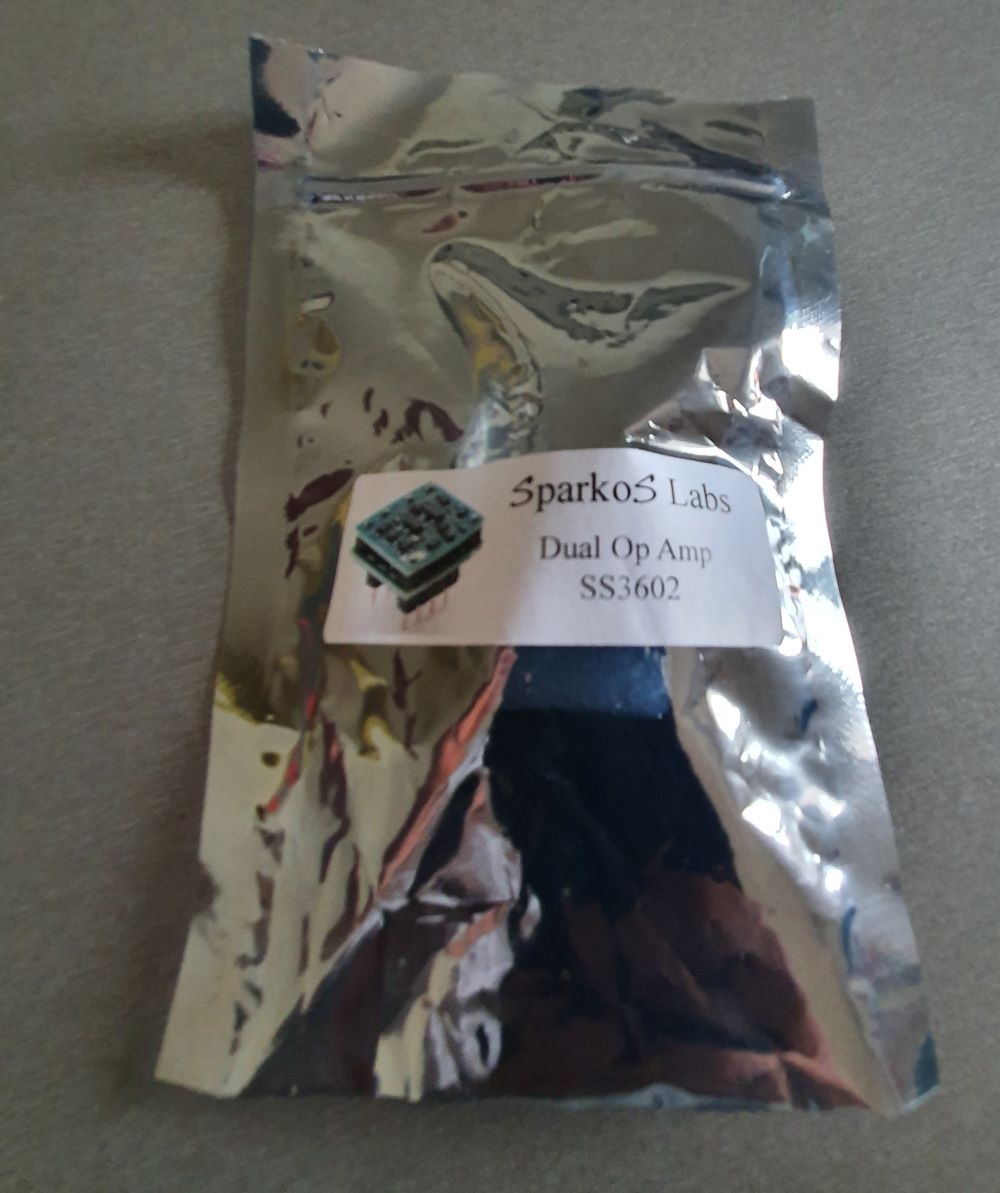 SparkoS Labs
Dual Op Amp
SS3602